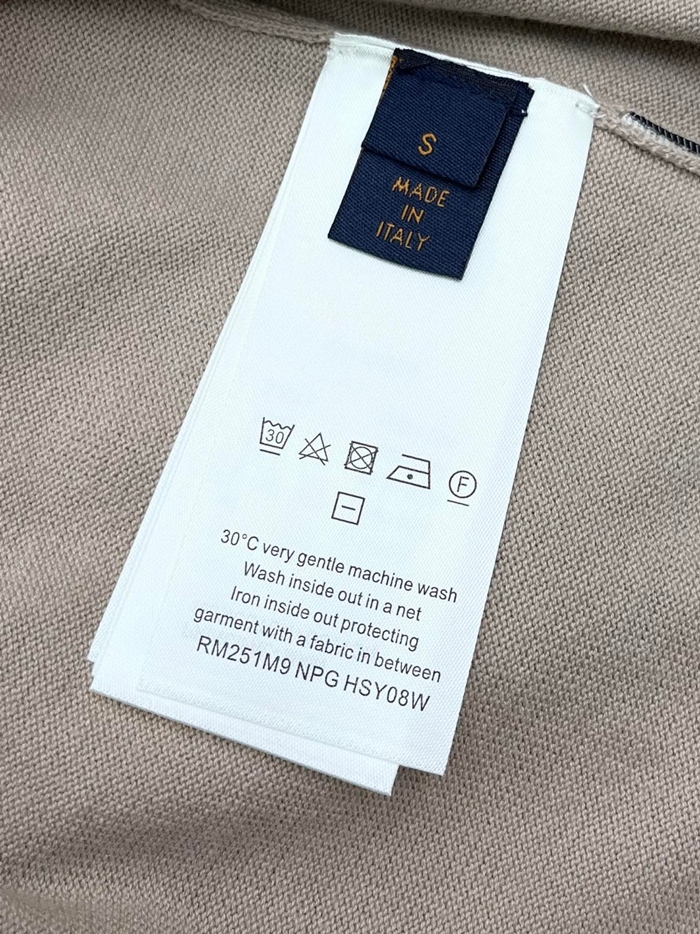 S
MADE
IN
ITALY
30
F
30°C very gentle machine wash
Wash inside out in a net
Iron inside out protecting
garment with a fabric in between
RM251M9 NPG HSY08W